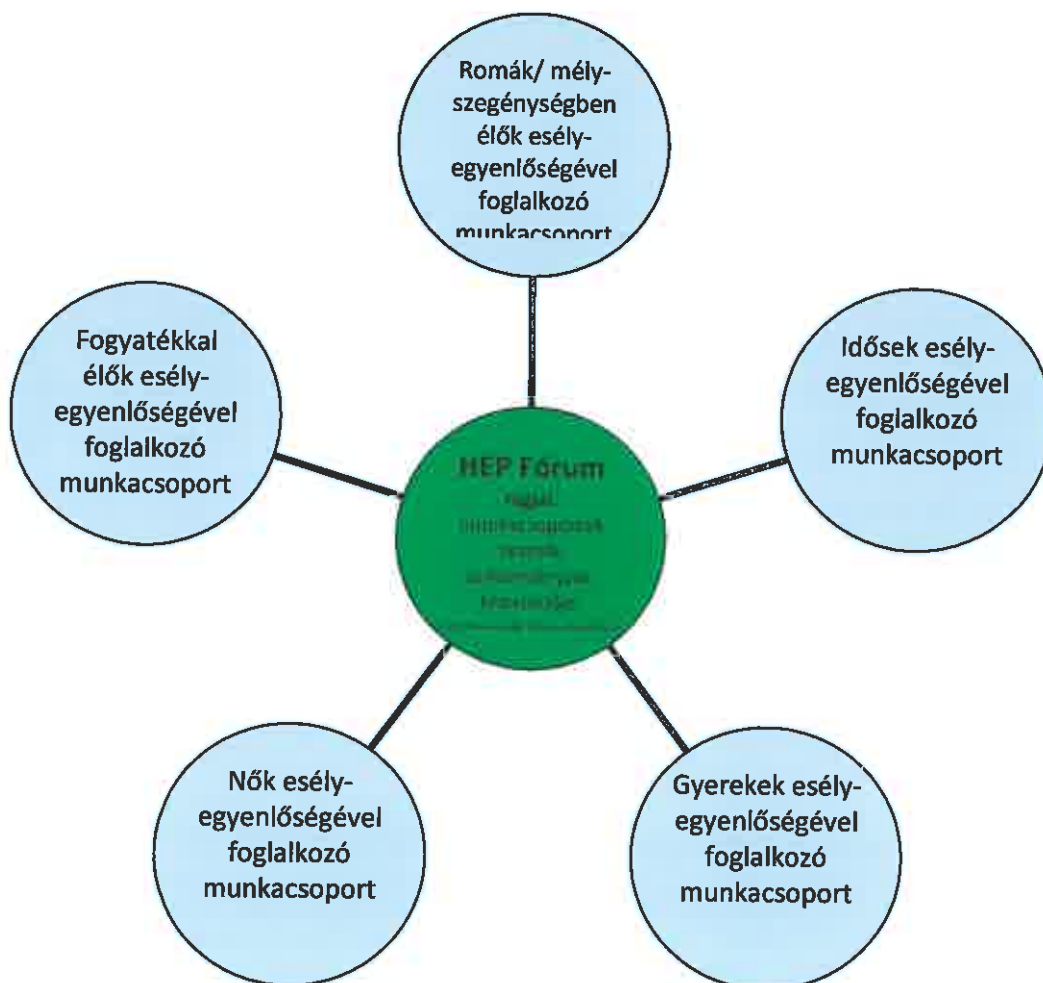 Romák/ mély-
szegénységben
élők esély-
egyenlőségével
foglalkozó
munkacsoport
Fogyatékkal
élők esély-
egyenlőségével
foglalkozó
munkacsoport
Idősek esély-
egyenlőségével
foglalkozó
munkacsoport
HEP Fórum
Nők esély-
egyenlőségével
foglalkozó
munkacsoport
Gyerekek esély-
egyenlőségével
foglalkozó
munkacsoport